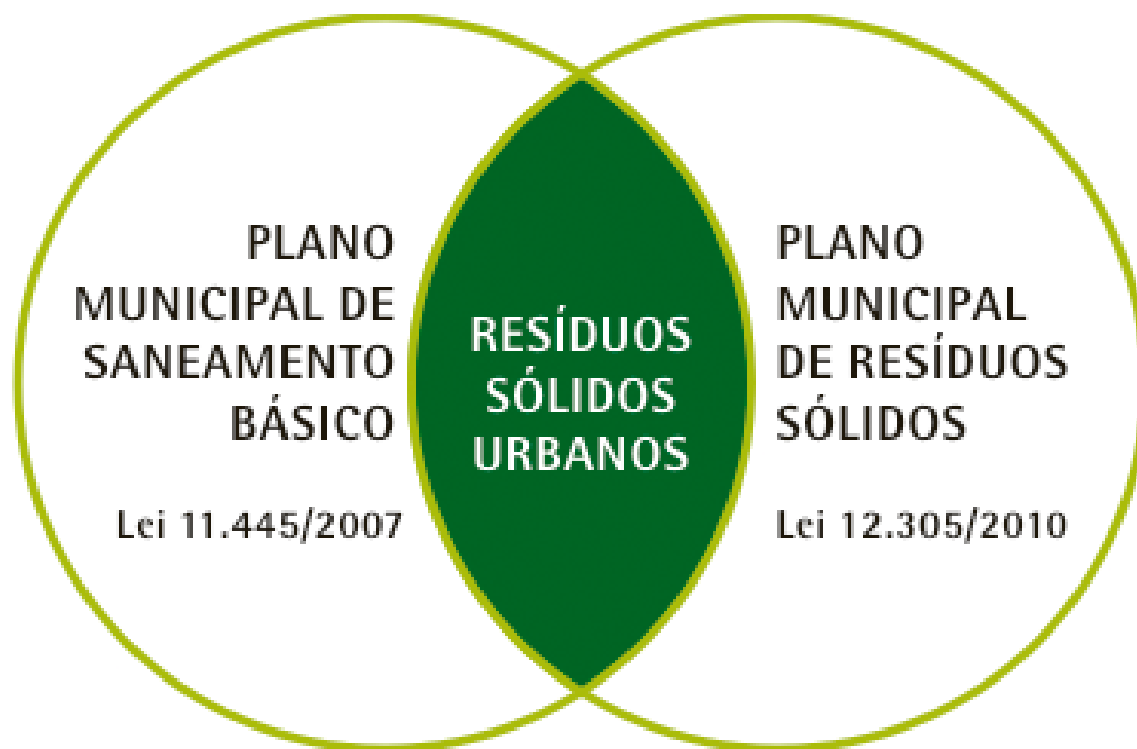 PLANO
MUNICIPAL DE
SANEAMENTO
BÁSICO
Lei 11.445/2007
RESÍDUOS
SÓLIDOS
URBANOS
PLANO
MUNICIPAL
DE RESÍDUOS
SÓLIDOS
Lei 12.305/2010